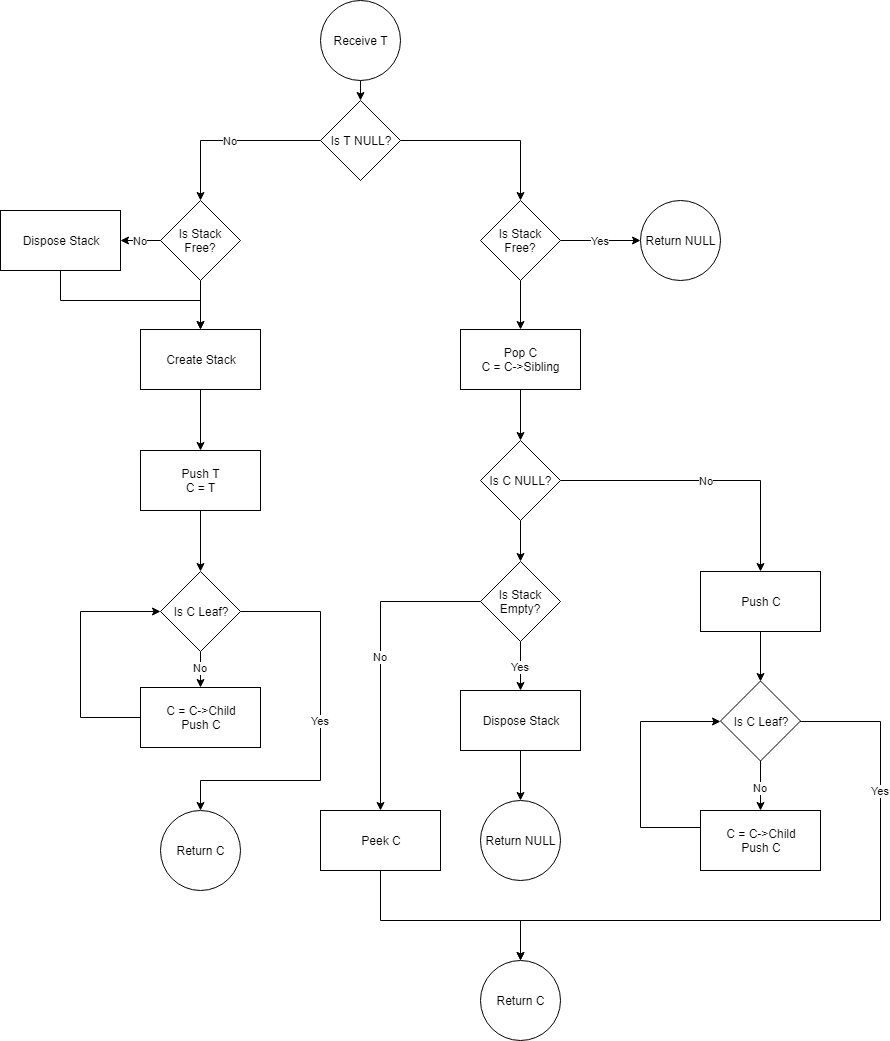 Receive T
Is T NULL?
No
Is Stack
Free?
No
Dispose Stack
Create Stack
Push T
C = T
Is C Leaf?
No
C = C->Child
Push C
Yes
Return C
Is Stack
Free?
Yes
Return NULL
Pop C
C = C->Sibling
Is C NULL?
No
Is Stack
Empty?
No
Yes
Peek C
Dispose Stack
Return NULL
Push C
Is C Leaf?
No
C = C->Child
Push C
Yes
Return C